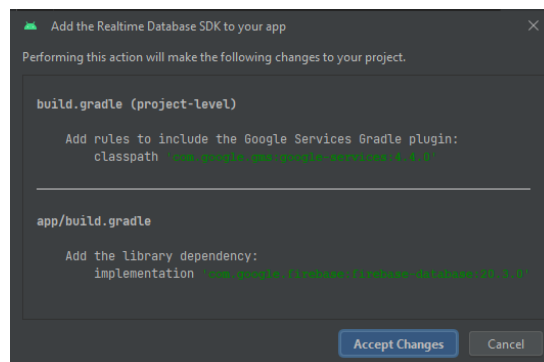 Add the Realtime Database SDK to your app
Performing this action will make the following changes to your project.
build.gradle (project-level)
Add rules to include the Google Services Gradle plugin:
classpath 'com.google.gms:google-services:4.4.0'
app/build.gradle
Add the library dependency:
implementation 'com.google.firebase:firebase-database:20.3.0'
Accept Changes
Cancel